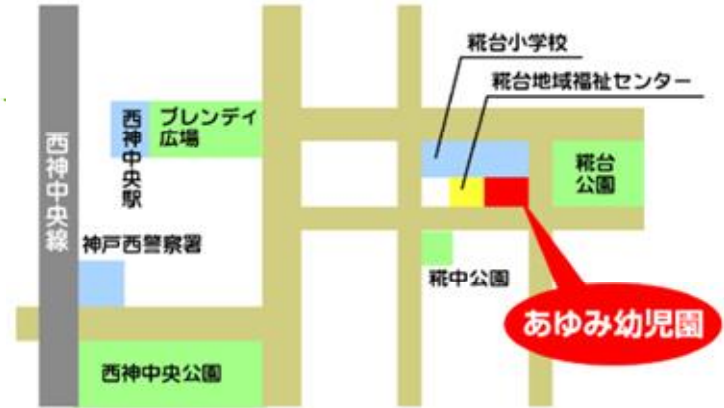 糀台小学校
糀台地域福祉センター
プレンティ
広場
西神中央駅
西神中央線
糀台
公園
神戸西警察署
糀中公園
あゆみ幼児園
西神中央公園